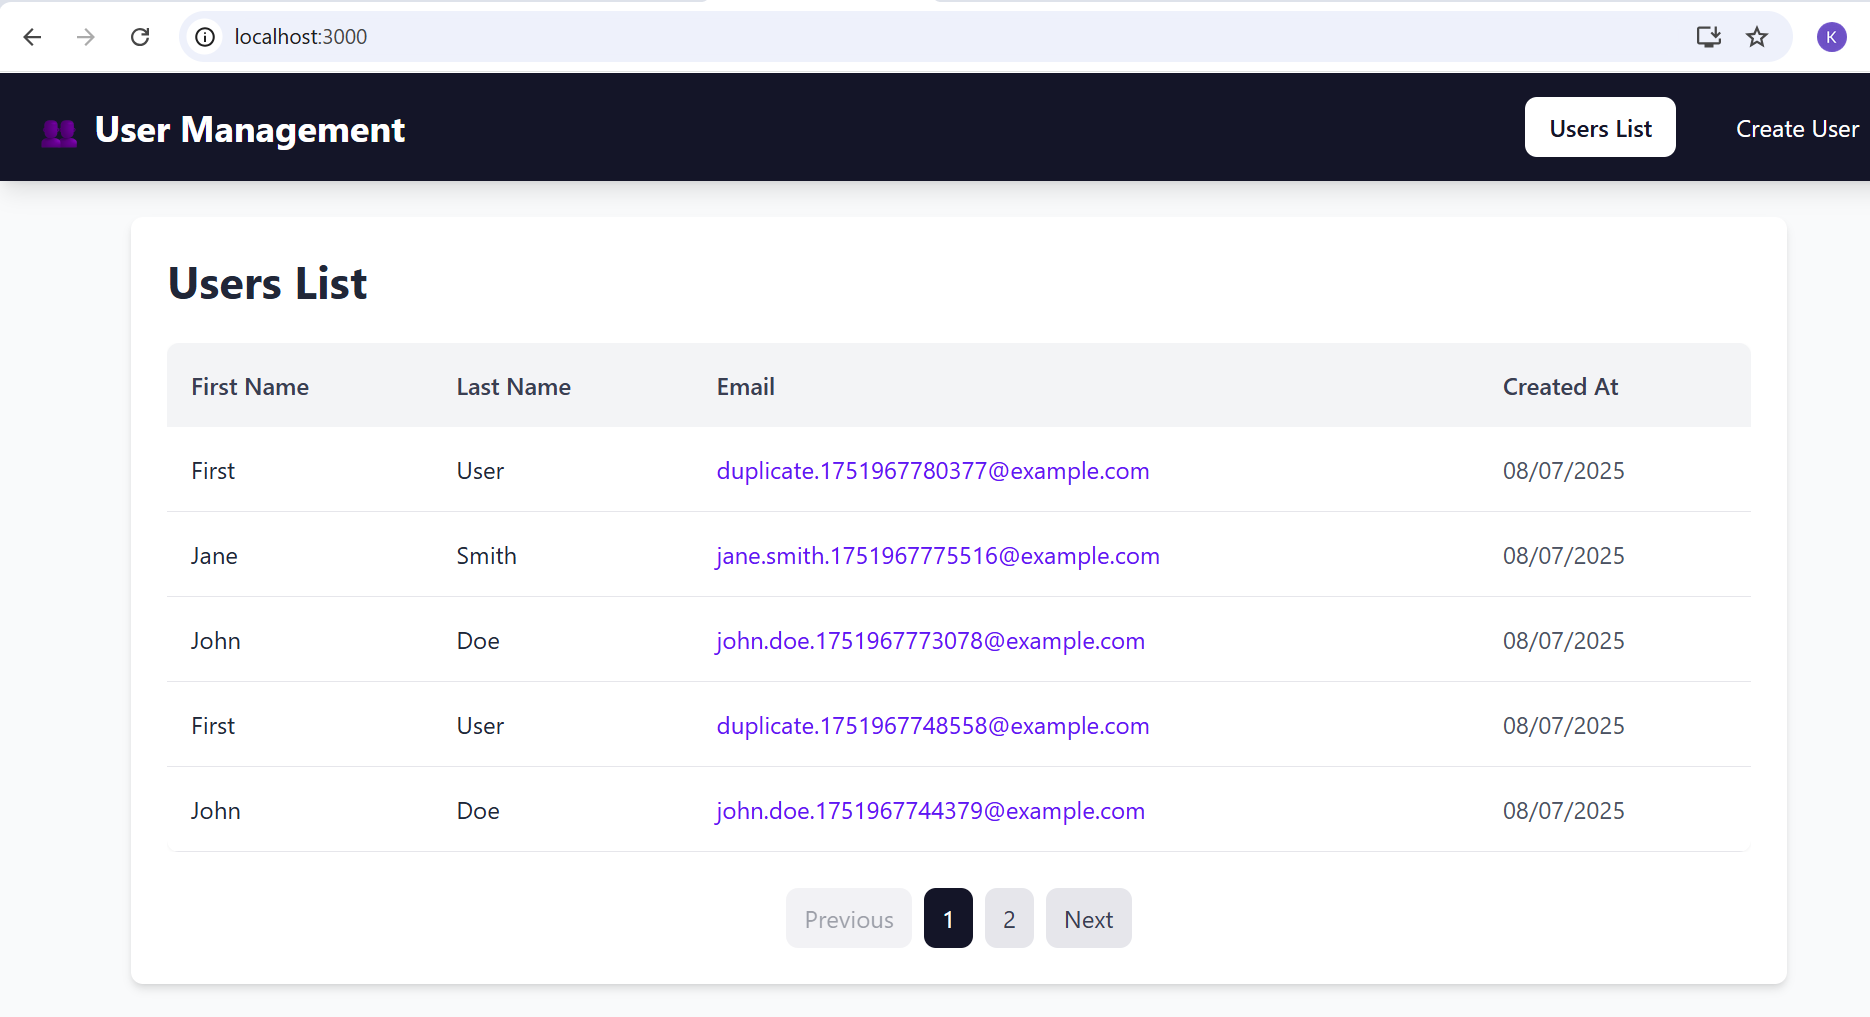 localhost:3000
K
User Management
Users List
Create User
Users List
First Name Last Name Email Created At
First User duplicate.1751967780377@example.com 08/07/2025
Jane Smith jane.smith.1751967775516@example.com 08/07/2025
John Doe john.doe.1751967773078@example.com 08/07/2025
First User duplicate.1751967748558@example.com 08/07/2025
John Doe john.doe.1751967744379@example.com 08/07/2025
Previous 1 2 Next